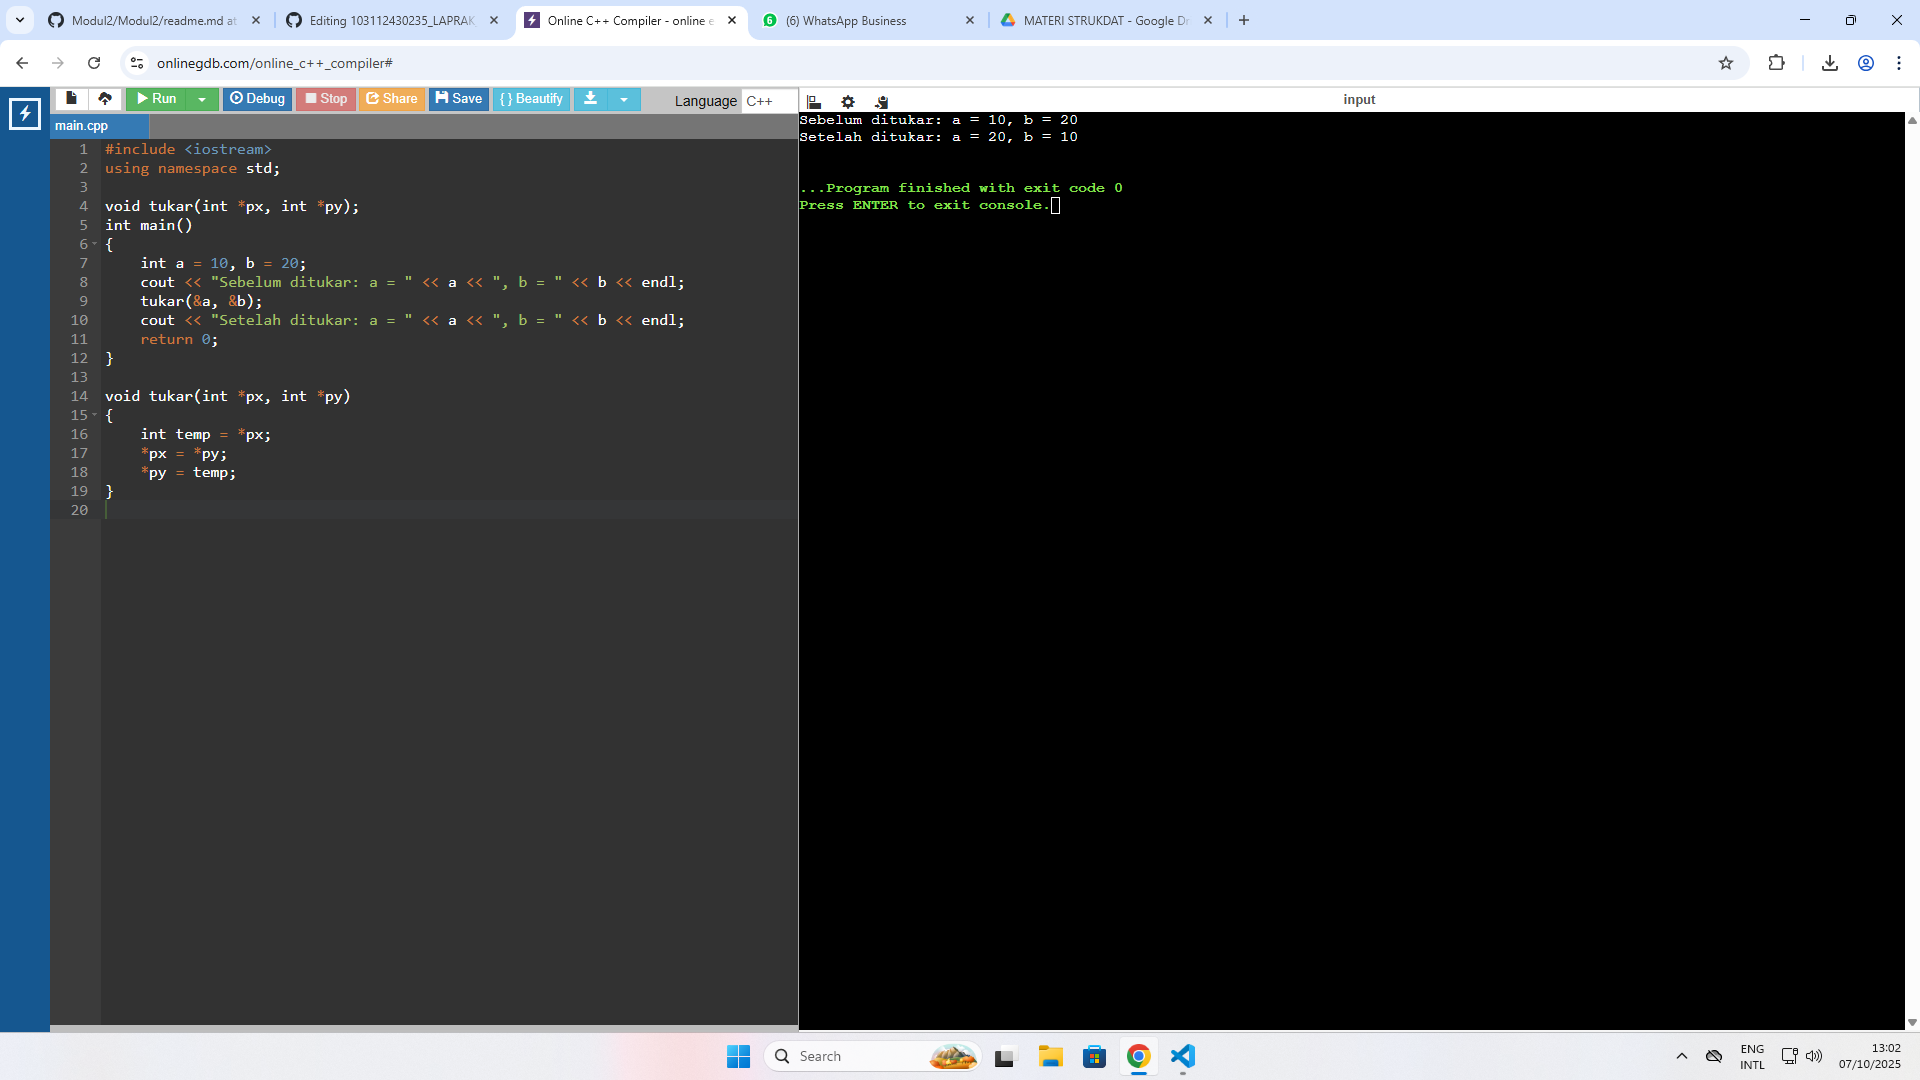 Modul2/Modul2/readme.md at
Editing 103112430235_LAPRAK
Online C++ Compiler - online e
(6) WhatsApp Business
MATERI STRUKDAT - Google Dr
onlinegdb.com/online_c++_compiler#
Run
Debug
Stop
Share
Save
{ } Beautify
Language C++
input
main.cpp
1 #include <iostream>
2 using namespace std;
3
4 void tukar(int *px, int *py);
5 int main()
6 {
7     int a = 10, b = 20;
8     cout << "Sebelum ditukar: a = " << a << ", b = " << b << endl;
9     tukar(&a, &b);
10     cout << "Setelah ditukar: a = " << a << ", b = " << b << endl;
11     return 0;
12 }
13
14 void tukar(int *px, int *py)
15 {
16     int temp = *px;
17     *px = *py;
18     *py = temp;
19 }
20
Sebelum ditukar: a = 10, b = 20
Setelah ditukar: a = 20, b = 10
...Program finished with exit code 0
Press ENTER to exit console.
Search
ENG
INTL
13:02
07/10/2025